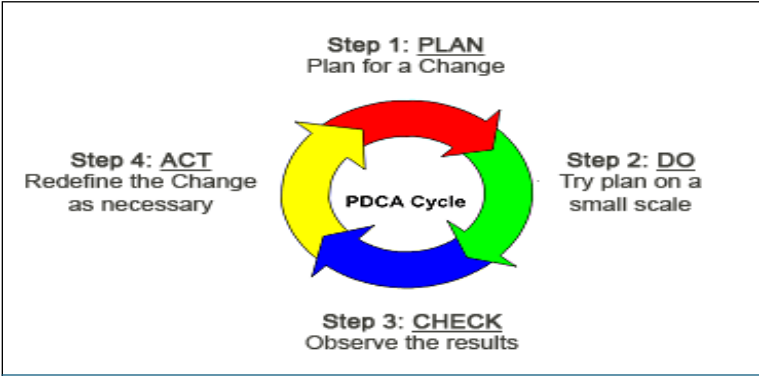 Step 1: PLAN
Plan for a Change
Step 4: ACT
Redefine the Change
as necessary
PDCA Cycle
Step 2: DO
Try plan on a
small scale
Step 3: CHECK
Observe the results